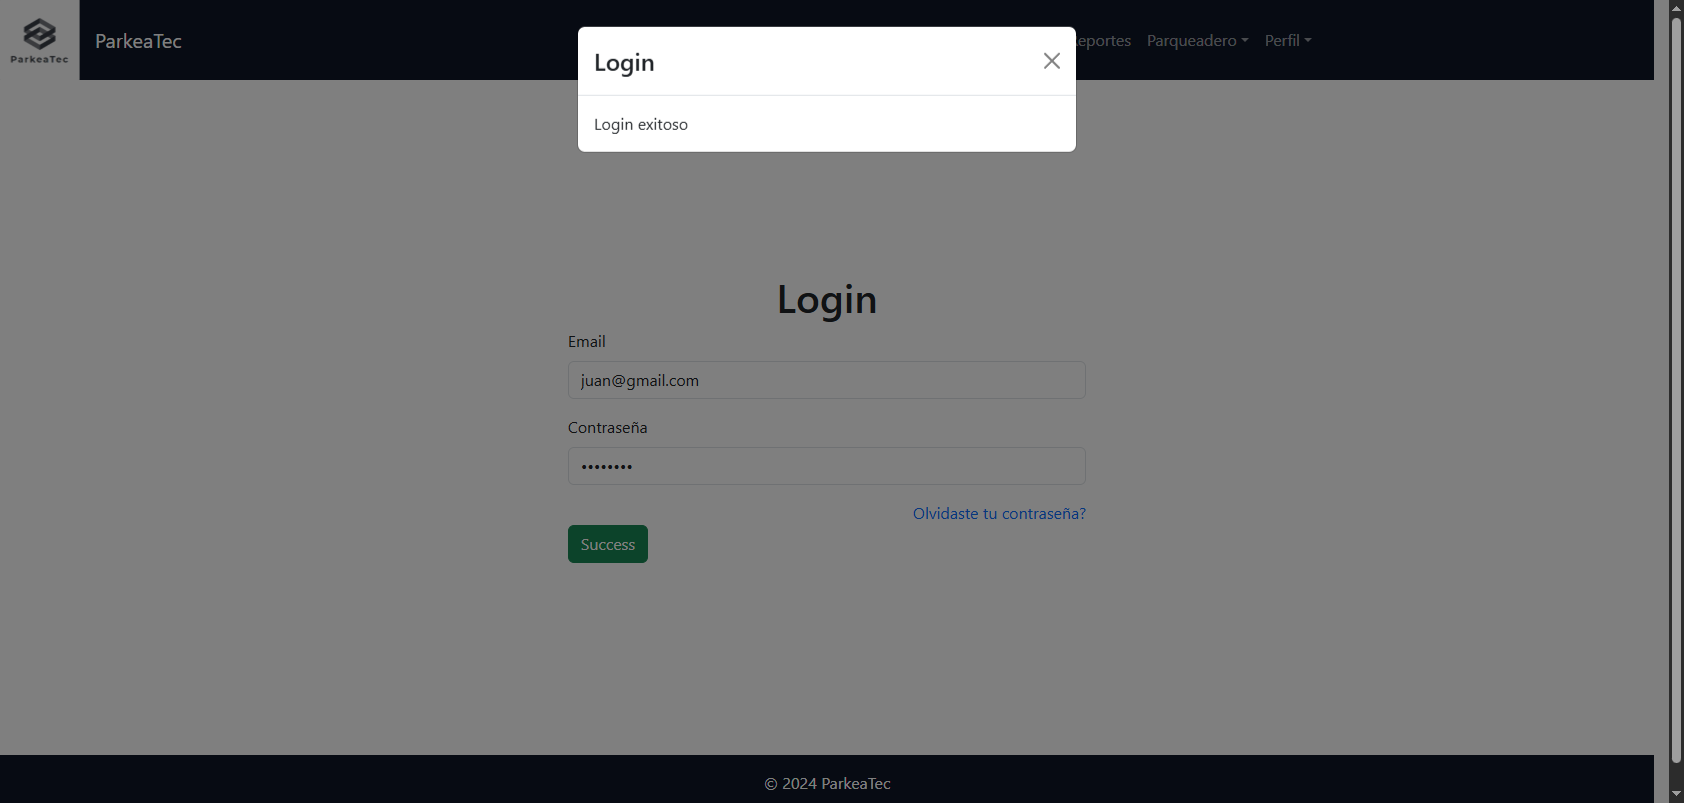 ParkeaTec
ParkeaTec
Parqueadero
Perfil
Login
Login exitoso
Login
Email
juan@gmail.com
Contraseña
••••••••
Olvidaste tu contraseña?
Success
© 2024 ParkeaTec